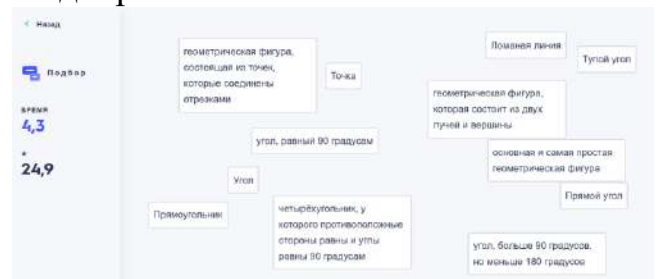 Назад
Подбор
ВРЕМЯ
4,3
24,9
геометрическая фигура,
состоящая из точек,
которые соединены
отрезками
Точка
Ломаная линия
Тупой угол
геометрическая фигура,
которая состоит из двух
лучей и вершины
угол, равный 90 градусам
основная и самая простая
геометрическая фигура
Угол
Прямой угол
Прямоугольник
четырёхугольник, у
которого противоположные
стороны равны и углы
равны 90 градусам
угол, больше 90 градусов,
но меньше 180 градусов